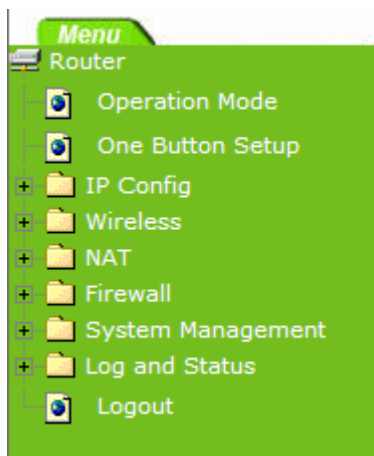 Menu
Router
Operation Mode
One Button Setup
IP Config
Wireless
NAT
Firewall
System Management
Log and Status
Logout